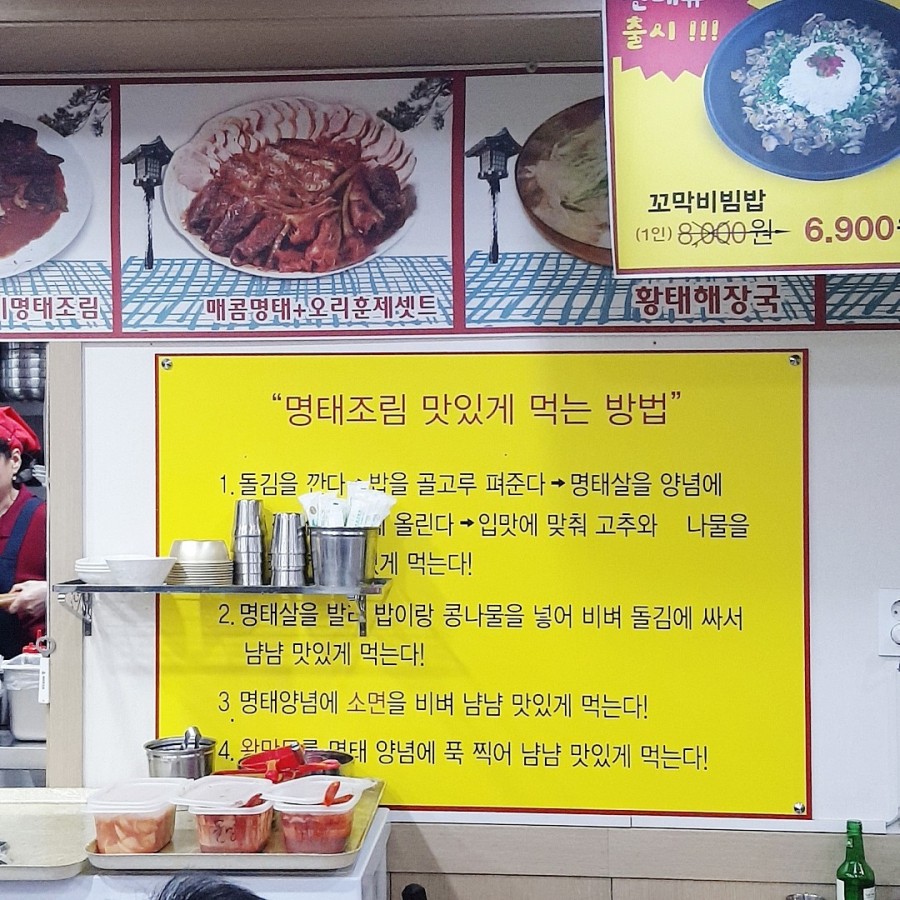 출시 !!!
꼬막비빔밥
(1인) 8,000원 6.900
명태조림
매콤명태+오리훈제셋트
황태해장국
“명태조림 맛있게 먹는 방법”
1. 돌김을 깐다 밥을 골고루 펴준다 → 명태살을 양념에
올린다 → 입맛에 맞춰 고추와 나물을
먹는다!
2. 명태살을 발라 밥이랑 콩나물을 넣어 비벼 돌김에 싸서
냠냠 맛있게 먹는다!
3. 명태양념에 소면을 비벼 냠냠 맛있게 먹는다!
4. 명태 양념에 푹 찍어 냠냠 맛있게 먹는다!